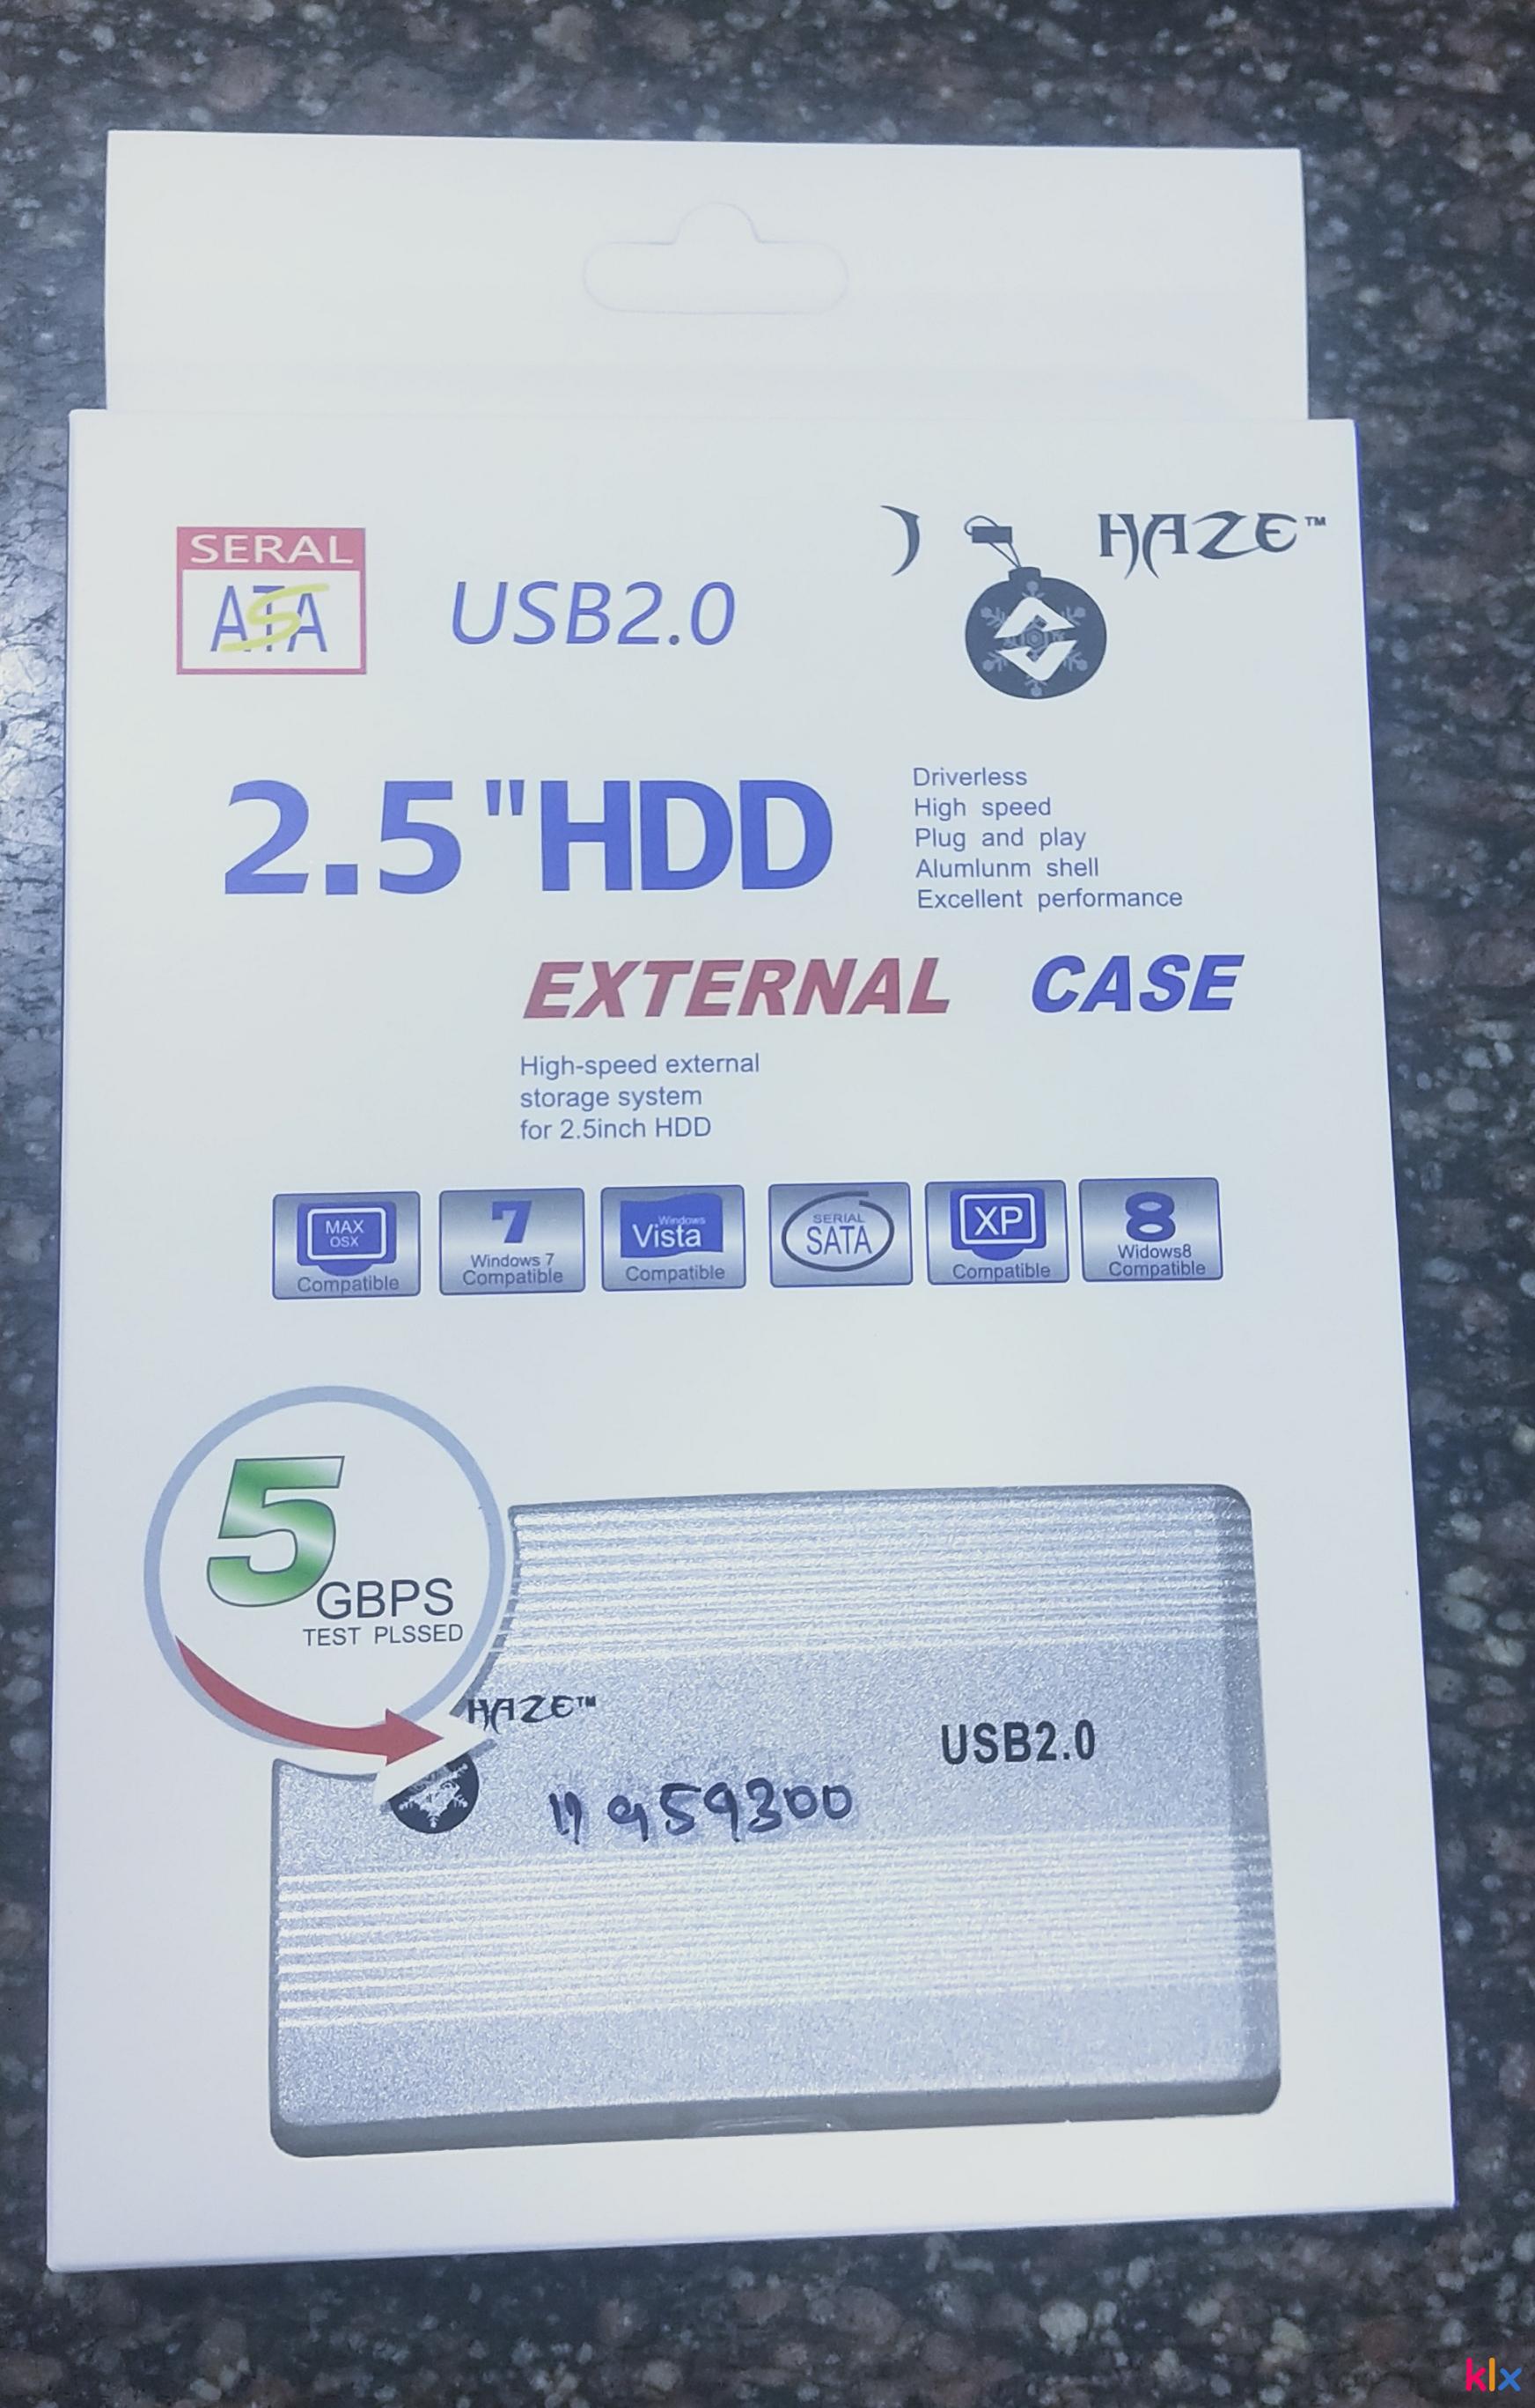 SERAL
ATA
USB2.0
HAZE™
2.5"HDD
Driverless
High speed
Plug and play
Alumlunm shell
Excellent performance
EXTERNAL CASE
High-speed external
storage system
for 2.5inch HDD
MAX
OSX
Compatible
7
Windows 7
Compatible
Windows
Vista
Compatible
SERIAL
SATA
XP
Compatible
8
Widows8
Compatible
5
GBPS
TEST PLSSED
HAZE™
USB2.0
959300
klx